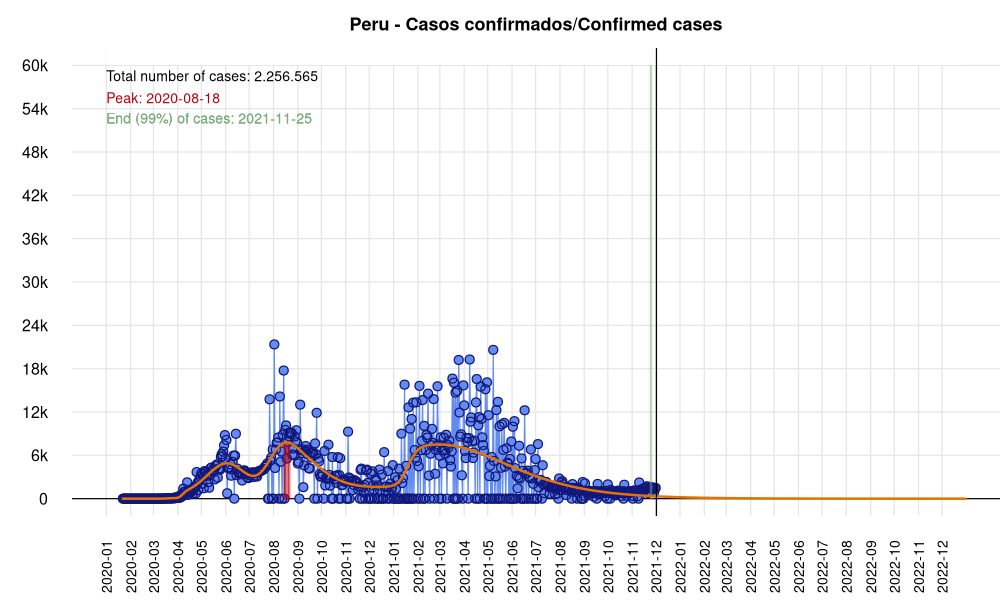 Peru - Casos confirmados/Confirmed cases
60k
Total number of cases: 2.256.565
Peak: 2020-08-18
54k
End (99%) of cases: 2021-11-25
48k
42k
36k
30k
24k
18k
12k
6k
0
2020-01
2020-02
2020-03
2020-04
2020-05
2020-06
2020-07
2020-08
2020-09
2020-10
2020-11
2020-12
2021-01
2021-02
2021-03
2021-04
2021-05
2021-06
2021-07
2021-08
2021-09
2021-10
2021-11
2021-12
2022-01
2022-02
2022-03
2022-04
2022-05
2022-06
2022-07
2022-08
2022-09
2022-10
2022-11
2022-12